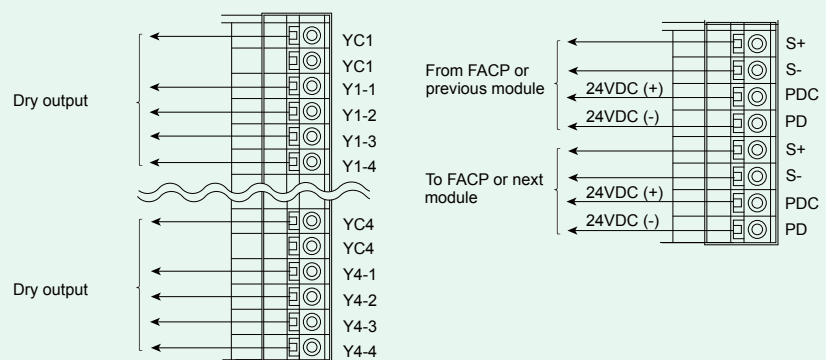 Dry output
YC1
YC1
Y1-1
Y1-2
Y1-3
Y1-4
Dry output
YC4
YC4
Y4-1
Y4-2
Y4-3
Y4-4
From FACP or
previous module
24VDC (+)
24VDC (-)
S+
S-
PDC
PD
To FACP or next
module
24VDC (+)
24VDC (-)
S+
S-
PDC
PD